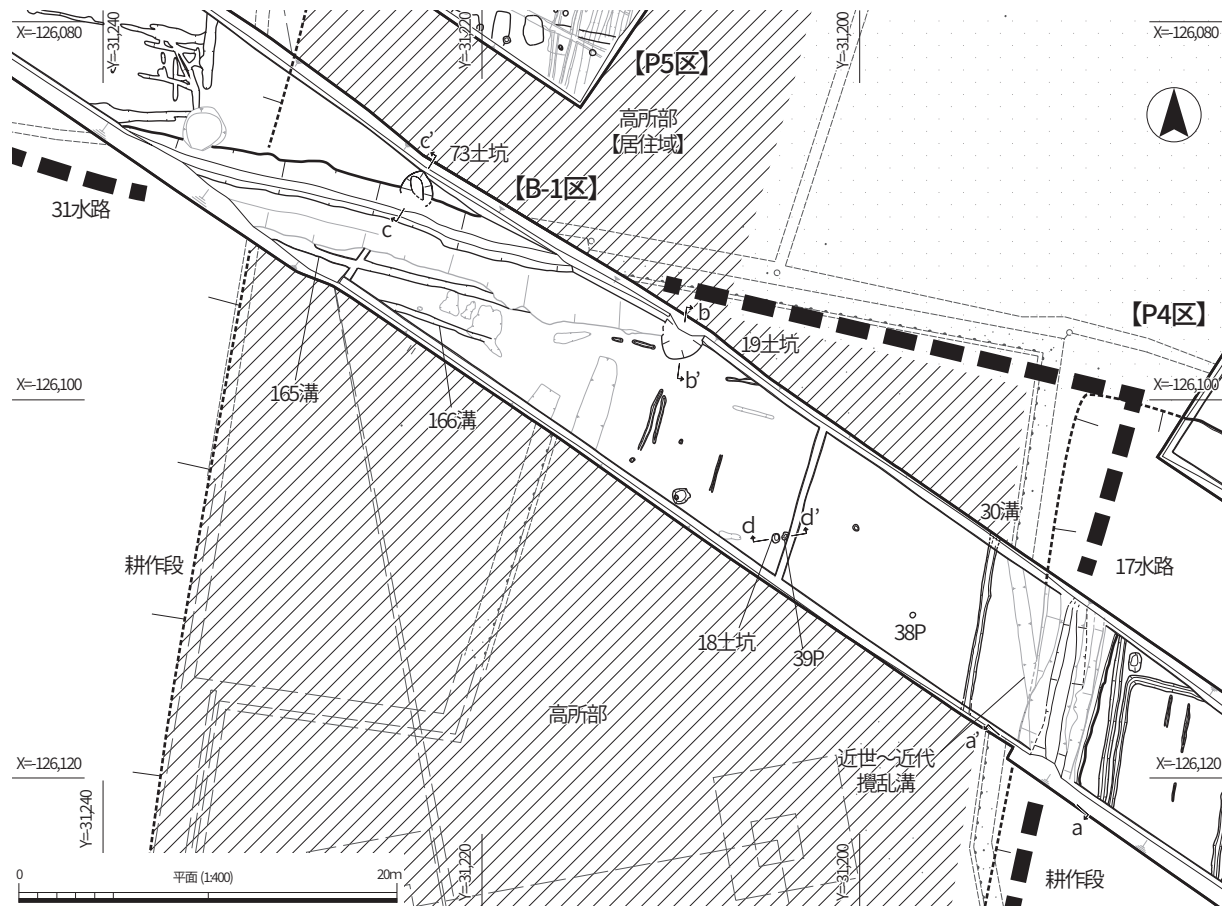 X=-126,080
Y=-31,240
Y=-31,220
Y=-31,200
X=-126,080
【P5区】
高所部
【居住域】
c'
73土坑
【B-1区】
31水路
c
b
【P4区】
19土坑
b'
X=-126,100
X=-126,100
165溝
166溝
30溝
d
d'
耕作段
17水路
18土坑
39P
38P
高所部
a'
近世～近代
攪乱溝
X=-126,120
X=-126,120
Y=-31,240
Y=-31,220
Y=-31,200
a
耕作段
0
平面 (1:400)
20m